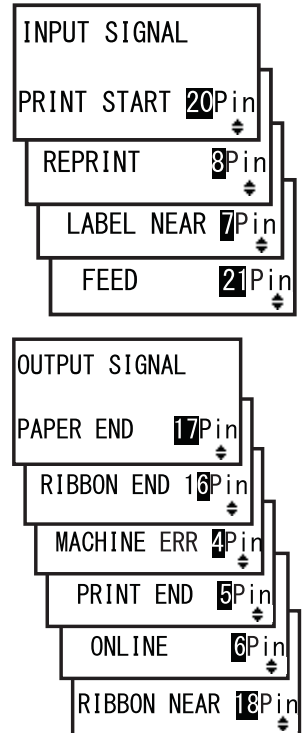 INPUT SIGNAL
PRINT START 20Pin
REPRINT 8Pin
LABEL NEAR 7Pin
FEED 21Pin
OUTPUT SIGNAL
PAPER END 17Pin
RIBBON END 16Pin
MACHINE ERR 4Pin
PRINT END 5Pin
ONLINE 6Pin
RIBBON NEAR 18Pin